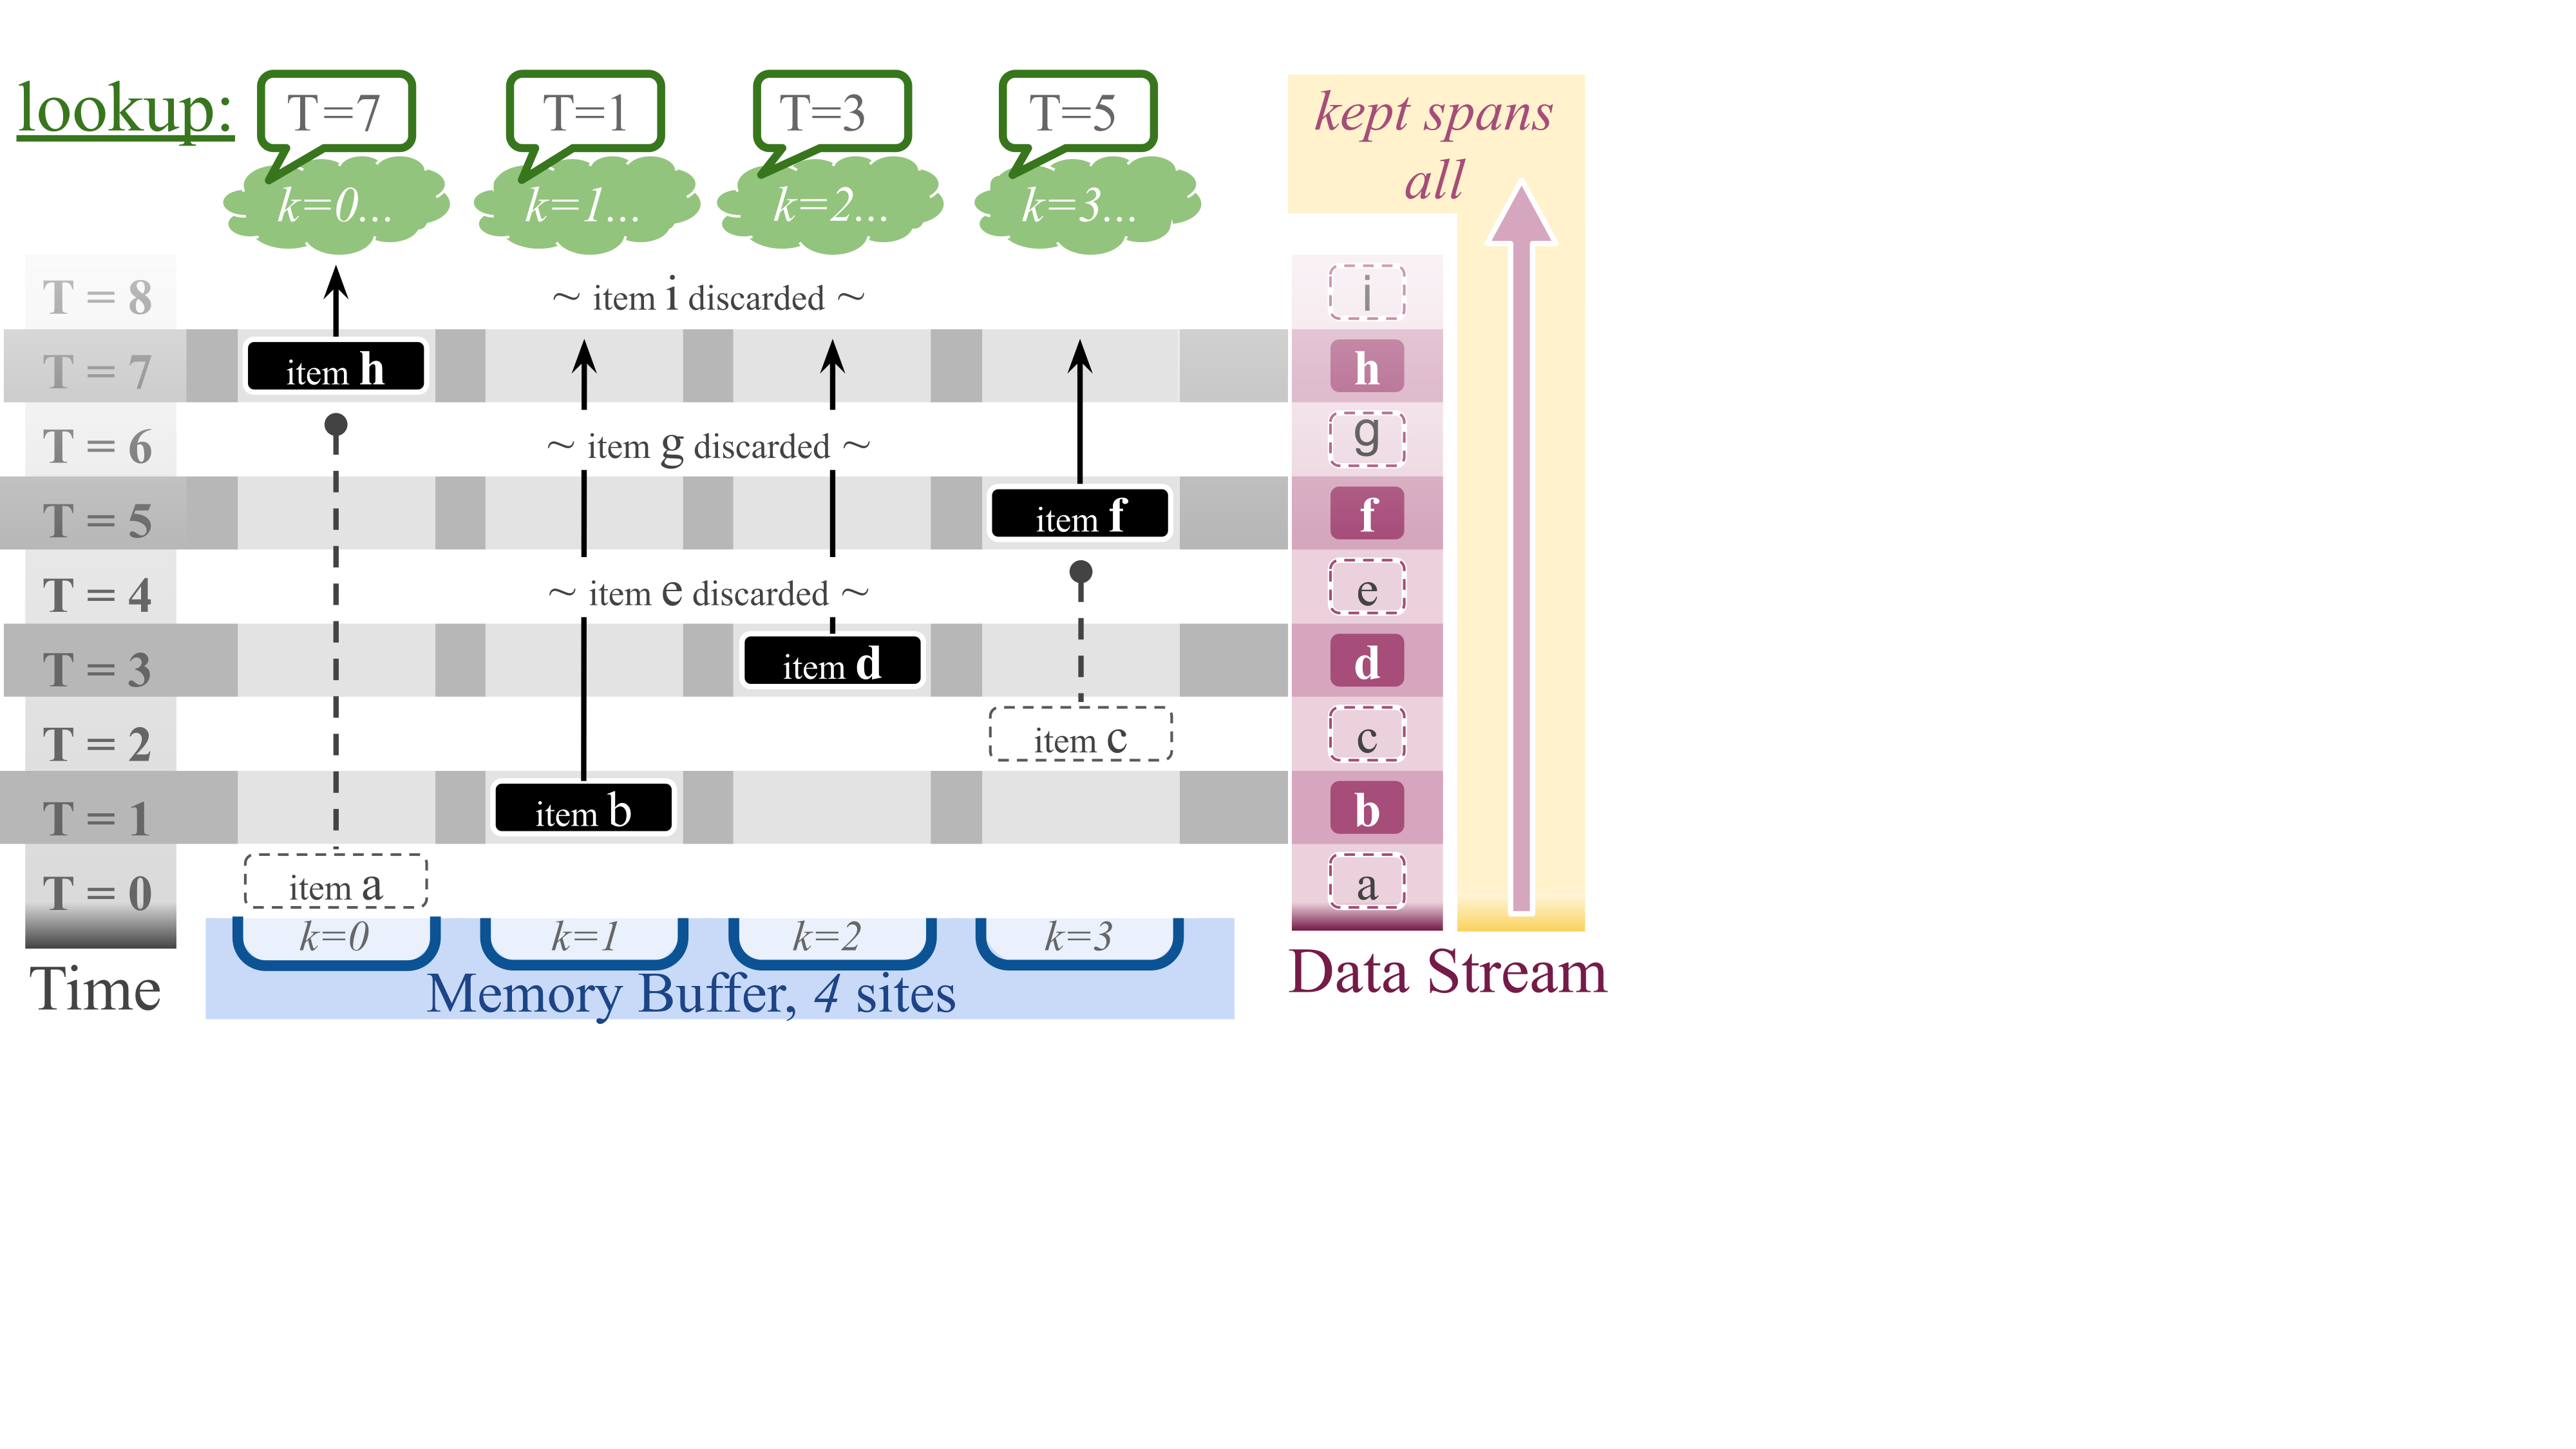 lookup:
T=7
T=1
T=3
T=5
k=0...
k=1...
k=2...
k=3...
kept spans
all
T = 8
~ item i discarded ~
i
T = 7
item h
h
T = 6
~ item g discarded ~
g
T = 5
item f
f
T = 4
~ item e discarded ~
e
T = 3
item d
d
T = 2
item c
c
T = 1
item b
b
T = 0
item a
a
k=0
k=1
k=2
k=3
Time
Memory Buffer, 4 sites
Data Stream